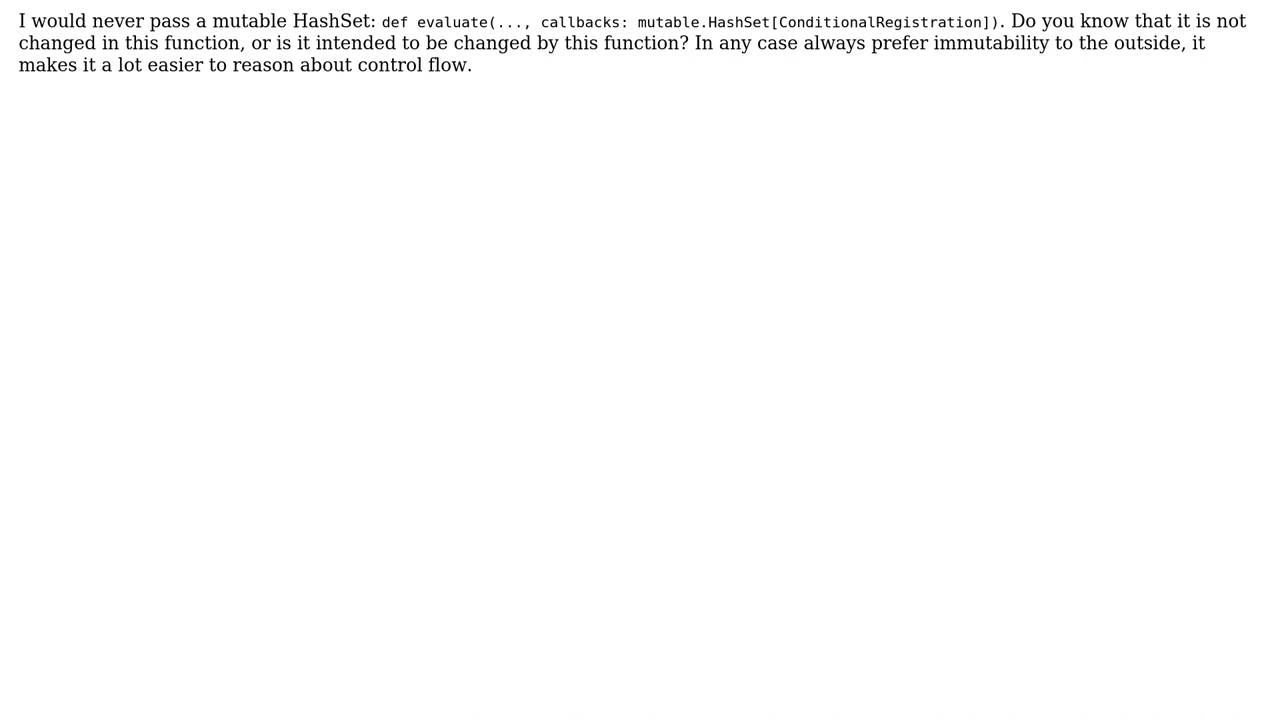 I would never pass a mutable HashSet: def evaluate(..., callbacks: mutable.HashSet[ConditionalRegistration]). Do you know that it is not
changed in this function, or is it intended to be changed by this function? In any case always prefer immutability to the outside, it
makes it a lot easier to reason about control flow.